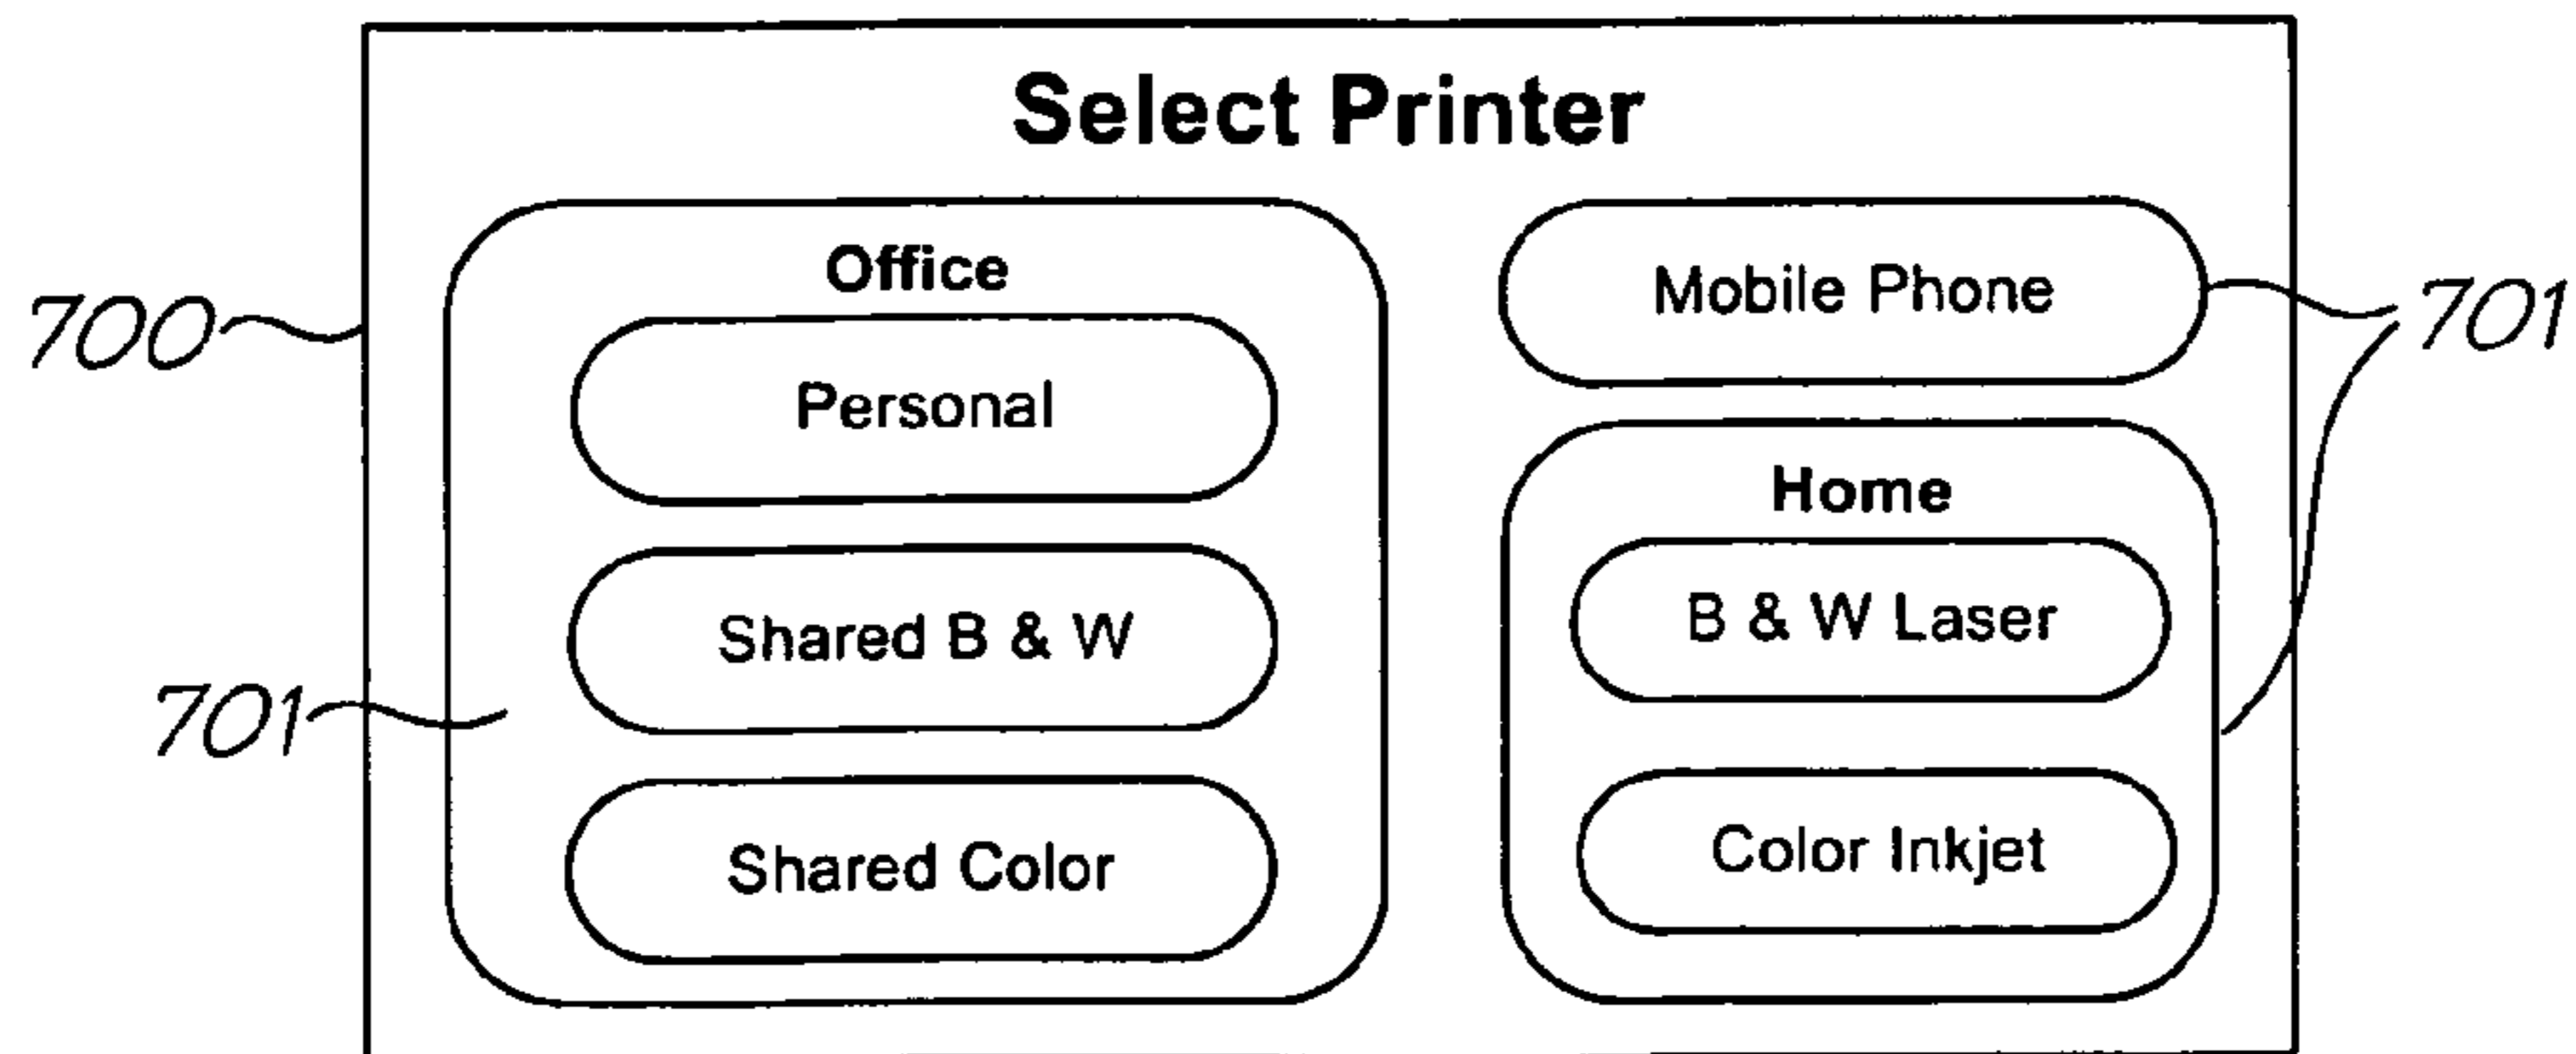 Select Printer
700
Office
Personal
Shared B & W
Shared Color
701
Mobile Phone
701
Home
B & W Laser
Color Inkjet